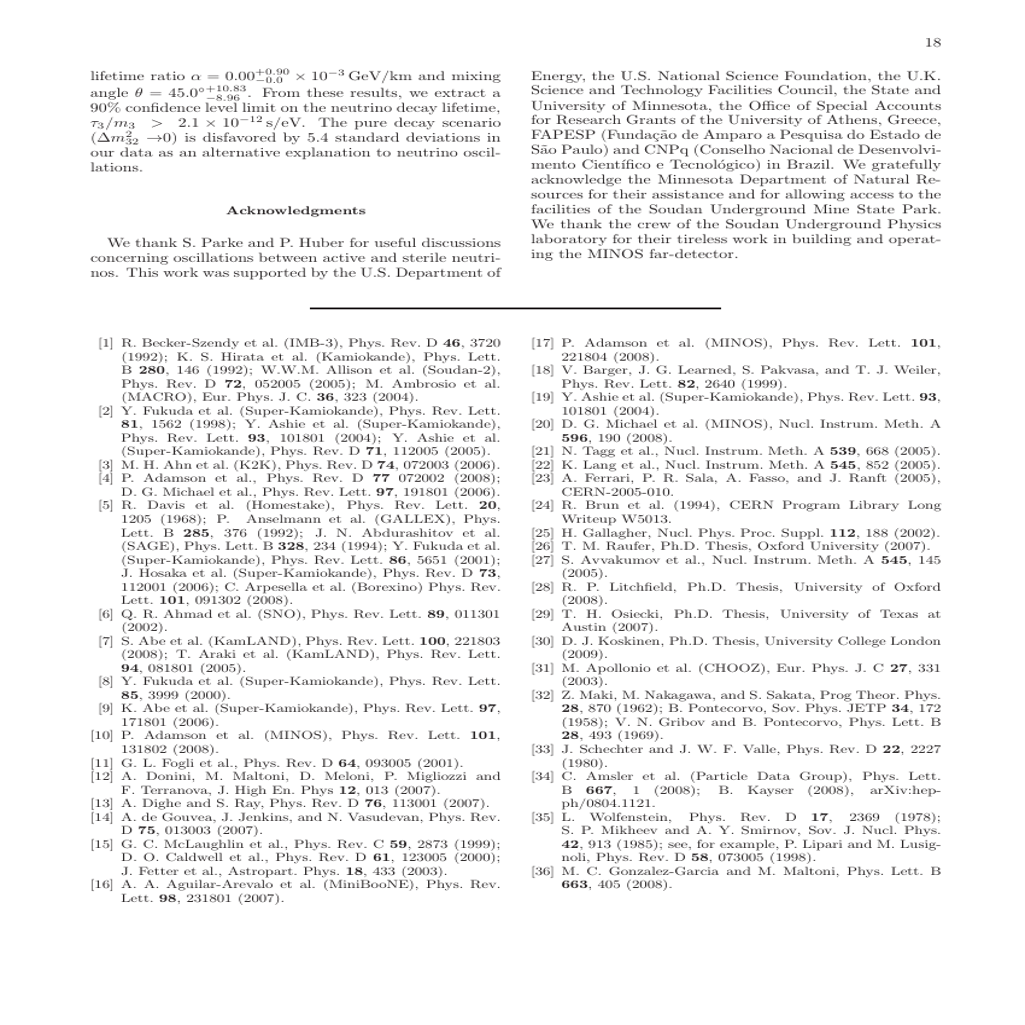 18
lifetime ratio α = 0.00+0.90−0.0 × 10−3 GeV/km and mixing
angle θ = 45.0°+10.83−8.96. From these results, we extract a
90% confidence level limit on the neutrino decay lifetime,
τ3/m3 > 2.1 × 10−12 s/eV. The pure decay scenario
(Δm²32 →0) is disfavored by 5.4 standard deviations in
our data as an alternative explanation to neutrino oscil-
lations.
Acknowledgments
We thank S. Parke and P. Huber for useful discussions
concerning oscillations between active and sterile neutri-
nos. This work was supported by the U.S. Department of
Energy, the U.S. National Science Foundation, the U.K.
Science and Technology Facilities Council, the State and
University of Minnesota, the Office of Special Accounts
for Research Grants of the University of Athens, Greece,
FAPESP (Fundação de Amparo a Pesquisa do Estado de
São Paulo) and CNPq (Conselho Nacional de Desenvolvi-
mento Científico e Tecnológico) in Brazil. We gratefully
acknowledge the Minnesota Department of Natural Re-
sources for their assistance and for allowing access to the
facilities of the Soudan Underground Mine State Park.
We thank the crew of the Soudan Underground Physics
laboratory for their tireless work in building and operat-
ing the MINOS far-detector.
[1] R. Becker-Szendy et al. (IMB-3), Phys. Rev. D 46, 3720
(1992); K. S. Hirata et al. (Kamiokande), Phys. Lett.
B 280, 146 (1992); W.W.M. Allison et al. (Soudan-2),
Phys. Rev. D 72, 052005 (2005); M. Ambrosio et al.
(MACRO), Eur. Phys. J. C. 36, 323 (2004).
[2] Y. Fukuda et al. (Super-Kamiokande), Phys. Rev. Lett.
81, 1562 (1998); Y. Ashie et al. (Super-Kamiokande),
Phys. Rev. Lett. 93, 101801 (2004); Y. Ashie et al.
(Super-Kamiokande), Phys. Rev. D 71, 112005 (2005).
[3] M. H. Ahn et al. (K2K), Phys. Rev. D 74, 072003 (2006).
[4] P. Adamson et al., Phys. Rev. D 77 072002 (2008);
D. G. Michael et al., Phys. Rev. Lett. 97, 191801 (2006).
[5] R. Davis et al. (Homestake), Phys. Rev. Lett. 20,
1205 (1968); P. Anselmann et al. (GALLEX), Phys.
Lett. B 285, 376 (1992); J. N. Abdurashitov et al.
(SAGE), Phys. Lett. B 328, 234 (1994); Y. Fukuda et al.
(Super-Kamiokande), Phys. Rev. Lett. 86, 5651 (2001);
J. Hosaka et al. (Super-Kamiokande), Phys. Rev. D 73,
112001 (2006); C. Arpesella et al. (Borexino) Phys. Rev.
Lett. 101, 091302 (2008).
[6] Q. R. Ahmad et al. (SNO), Phys. Rev. Lett. 89, 011301
(2002).
[7] S. Abe et al. (KamLAND), Phys. Rev. Lett. 100, 221803
(2008); T. Araki et al. (KamLAND), Phys. Rev. Lett.
94, 081801 (2005).
[8] Y. Fukuda et al. (Super-Kamiokande), Phys. Rev. Lett.
85, 3999 (2000).
[9] K. Abe et al. (Super-Kamiokande), Phys. Rev. Lett. 97,
171801 (2006).
[10] P. Adamson et al. (MINOS), Phys. Rev. Lett. 101,
131802 (2008).
[11] G. L. Fogli et al., Phys. Rev. D 64, 093005 (2001).
[12] A. Donini, M. Maltoni, D. Meloni, P. Migliozzi and
F. Terranova, J. High En. Phys 12, 013 (2007).
[13] A. Dighe and S. Ray, Phys. Rev. D 76, 113001 (2007).
[14] A. de Gouvea, J. Jenkins, and N. Vasudevan, Phys. Rev.
D 75, 013003 (2007).
[15] G. C. McLaughlin et al., Phys. Rev. C 59, 2873 (1999);
D. O. Caldwell et al., Phys. Rev. D 61, 123005 (2000);
J. Fetter et al., Astropart. Phys. 18, 433 (2003).
[16] A. A. Aguilar-Arevalo et al. (MiniBooNE), Phys. Rev.
Lett. 98, 231801 (2007).
[17] P. Adamson et al. (MINOS), Phys. Rev. Lett. 101,
221804 (2008).
[18] V. Barger, J. G. Learned, S. Pakvasa, and T. J. Weiler,
Phys. Rev. Lett. 82, 2640 (1999).
[19] Y. Ashie et al. (Super-Kamiokande), Phys. Rev. Lett. 93,
101801 (2004).
[20] D. G. Michael et al. (MINOS), Nucl. Instrum. Meth. A
596, 190 (2008).
[21] N. Tagg et al., Nucl. Instrum. Meth. A 539, 668 (2005).
[22] K. Lang et al., Nucl. Instrum. Meth. A 545, 852 (2005).
[23] A. Ferrari, P. R. Sala, A. Fasso, and J. Ranft (2005),
CERN-2005-010.
[24] R. Brun et al. (1994), CERN Program Library Long
Writeup W5013.
[25] H. Gallagher, Nucl. Phys. Proc. Suppl. 112, 188 (2002).
[26] T. M. Raufer, Ph.D. Thesis, Oxford University (2007).
[27] S. Avvakumov et al., Nucl. Instrum. Meth. A 545, 145
(2005).
[28] R. P. Litchfield, Ph.D. Thesis, University of Oxford
(2008).
[29] T. H. Osiecki, Ph.D. Thesis, University of Texas at
Austin (2007).
[30] D. J. Koskinen, Ph.D. Thesis, University College London
(2009).
[31] M. Apollonio et al. (CHOOZ), Eur. Phys. J. C 27, 331
(2003).
[32] Z. Maki, M. Nakagawa, and S. Sakata, Prog Theor. Phys.
28, 870 (1962); B. Pontecorvo, Sov. Phys. JETP 34, 172
(1958); V. N. Gribov and B. Pontecorvo, Phys. Lett. B
28, 493 (1969).
[33] J. Schechter and J. W. F. Valle, Phys. Rev. D 22, 2227
(1980).
[34] C. Amsler et al. (Particle Data Group), Phys. Lett.
B 667, 1 (2008); B. Kayser (2008), arXiv:hep-
ph/0804.1121.
[35] L. Wolfenstein, Phys. Rev. D 17, 2369 (1978);
S. P. Mikheev and A. Y. Smirnov, Sov. J. Nucl. Phys.
42, 913 (1985); see, for example, P. Lipari and M. Lusig-
noli, Phys. Rev. D 58, 073005 (1998).
[36] M. C. Gonzalez-Garcia and M. Maltoni, Phys. Lett. B
663, 405 (2008).